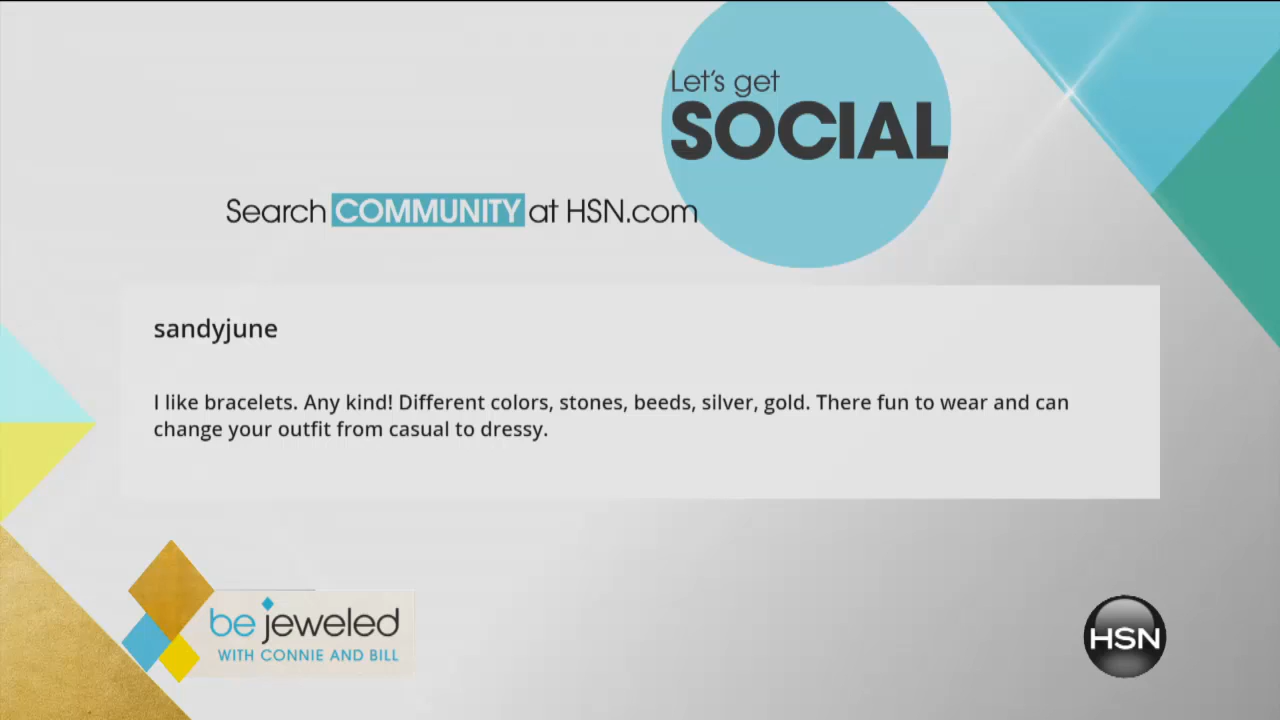 Let's get
SOCIAL
Search COMMUNITY at HSN.com
sandyjune
I like bracelets. Any kind! Different colors, stones, beeds, silver, gold. There fun to wear and can
change your outfit from casual to dressy.
be jeweled
WITH CONNIE AND BILL
HSN